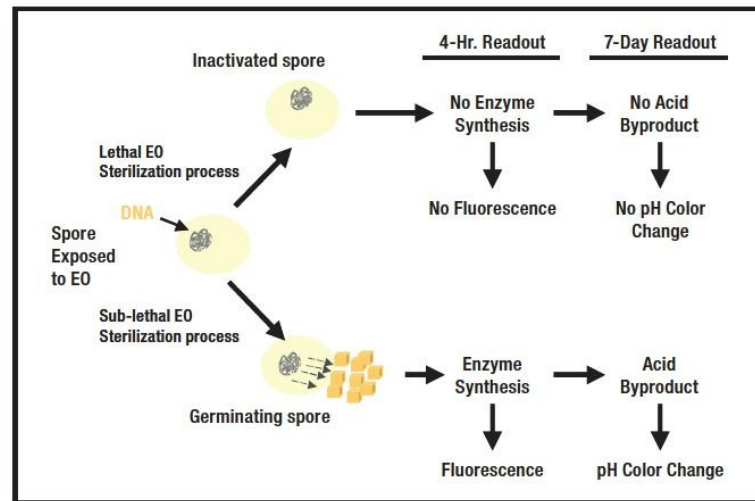 4-Hr. Readout
7-Day Readout
Inactivated spore
No Enzyme
Synthesis
No Acid
Byproduct
Lethal EO
Sterilization process
No Fluorescence
No pH Color
Change
DNA
Spore
Exposed
to EO
Sub-lethal EO
Sterilization process
Enzyme
Synthesis
Acid
Byproduct
Germinating spore
Fluorescence
pH Color Change